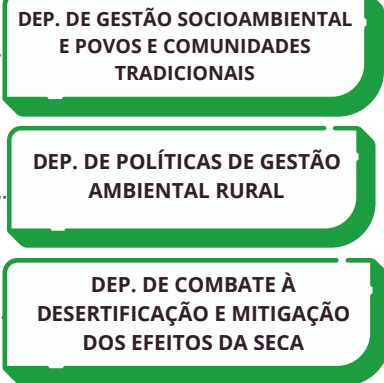 DEP. DE GESTÃO SOCIOAMBIENTAL
E POVOS E COMUNIDADES
TRADICIONAIS
DEP. DE POLÍTICAS DE GESTÃO
AMBIENTAL RURAL
DEP. DE COMBATE À
DESERTIFICAÇÃO E MITIGAÇÃO
DOS EFEITOS DA SECA